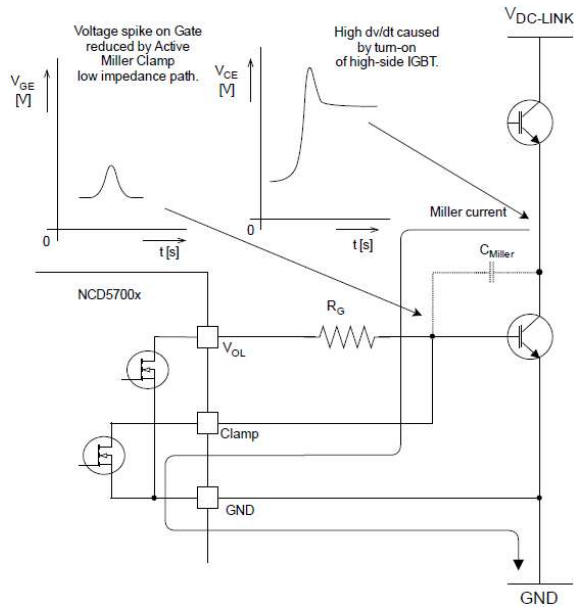 Voltage spike on Gate
reduced by Active
Miller Clamp
low impedance path.
High dv/dt caused
by turn-on
of high-side IGBT.
VDC-LINK
VGE
[V]
VCE
[V]
0
t [s]
0
t [s]
Miller current
CMiller
NCD5700x
RG
VOL
Clamp
GND
GND